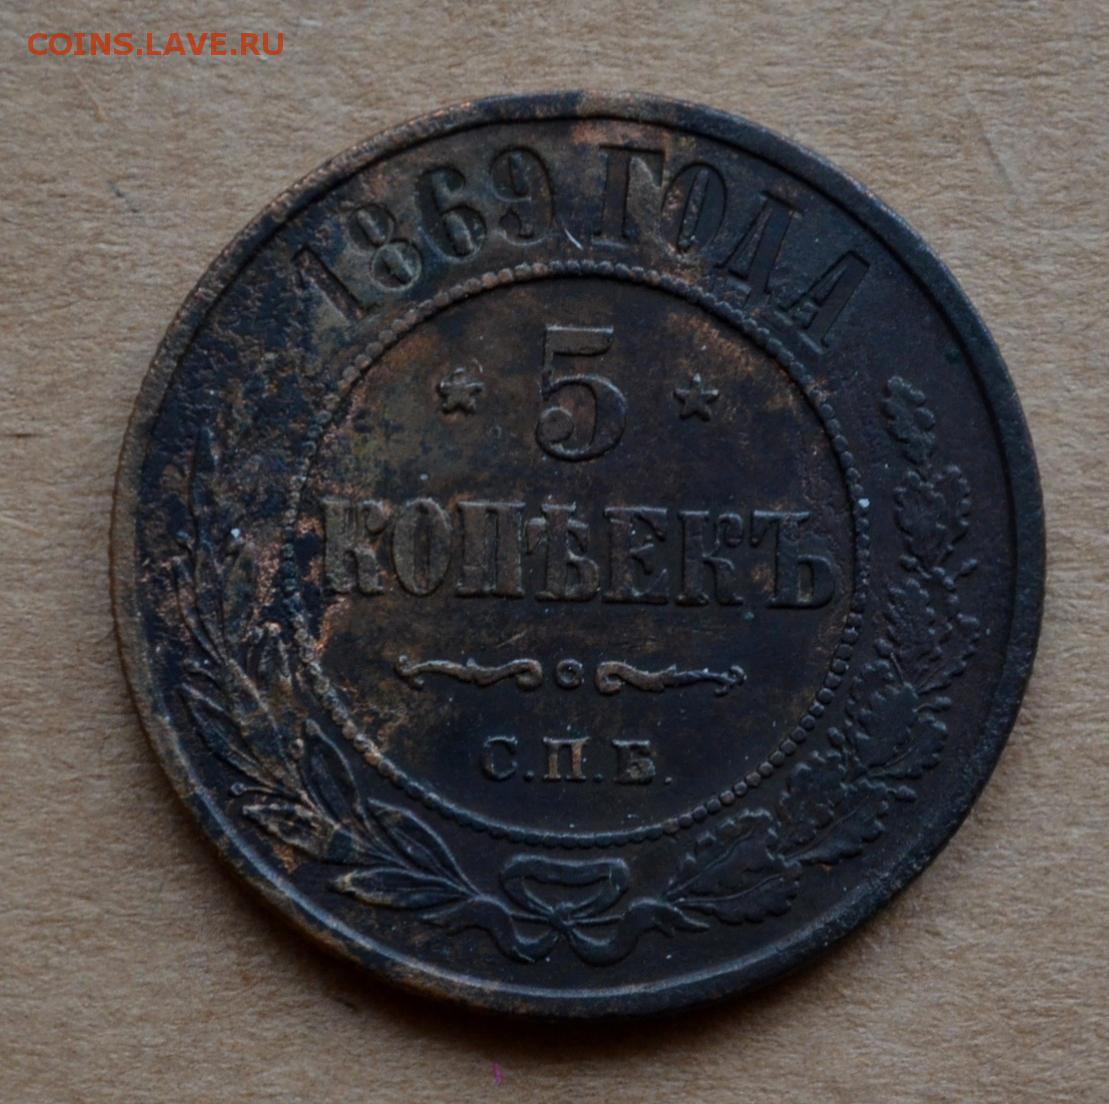 COINS.LAVE.RU
1869 ГОДА
5
КОПѢЕКЪ
С.П.Б.